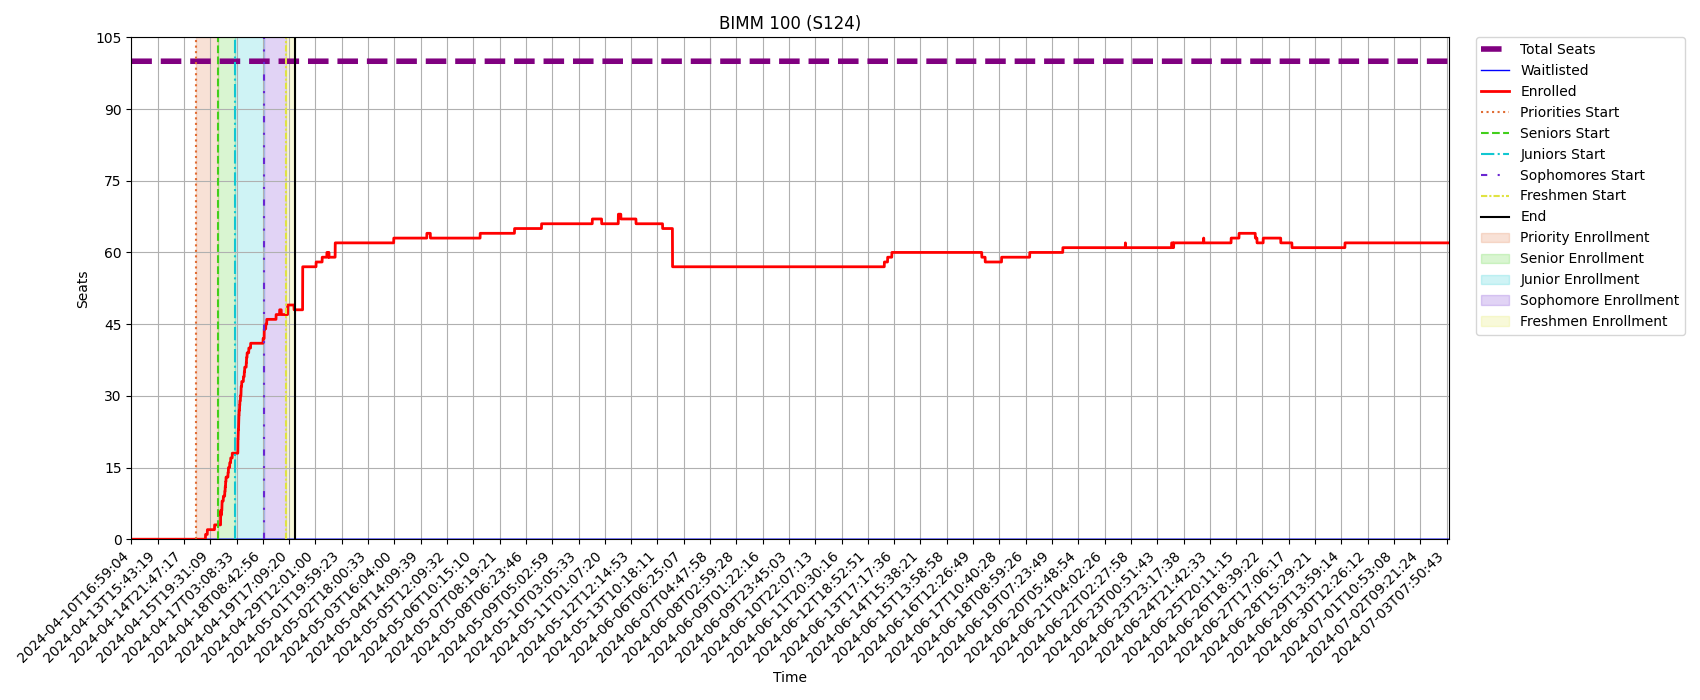 BIMM 100 (S124)
105
90
75
60
45
30
15
0
Seats
2024-04-10T16:59:04
2024-04-13T15:43:19
2024-04-14T21:47:17
2024-04-15T19:31:09
2024-04-17T03:08:33
2024-04-18T08:42:56
2024-04-19T17:09:20
2024-04-29T12:01:00
2024-05-01T19:59:23
2024-05-02T18:00:33
2024-05-03T16:04:00
2024-05-04T14:09:39
2024-05-05T12:09:32
2024-05-06T10:15:10
2024-05-07T08:19:21
2024-05-08T06:23:46
2024-05-09T05:02:59
2024-05-10T03:05:33
2024-05-11T01:07:20
2024-05-12T12:14:53
2024-05-13T10:18:11
2024-06-06T06:25:07
2024-06-07T04:47:58
2024-06-08T02:59:28
2024-06-09T01:22:16
2024-06-09T23:45:03
2024-06-10T22:07:13
2024-06-11T20:30:16
2024-06-12T18:52:51
2024-06-13T17:17:36
2024-06-14T15:38:21
2024-06-15T13:58:58
2024-06-16T12:26:49
2024-06-17T10:40:28
2024-06-18T08:59:26
2024-06-19T07:23:49
2024-06-20T05:48:54
2024-06-21T04:02:26
2024-06-22T02:27:58
2024-06-23T00:51:43
2024-06-23T23:17:38
2024-06-24T21:42:33
2024-06-25T20:11:15
2024-06-26T18:39:22
2024-06-27T17:06:17
2024-06-28T15:29:21
2024-06-29T13:59:14
2024-06-30T12:26:12
2024-07-01T10:53:08
2024-07-02T09:21:24
2024-07-03T07:50:43
Time
Total Seats
Waitlisted
Enrolled
Priorities Start
Seniors Start
Juniors Start
Sophomores Start
Freshmen Start
End
Priority Enrollment
Senior Enrollment
Junior Enrollment
Sophomore Enrollment
Freshmen Enrollment